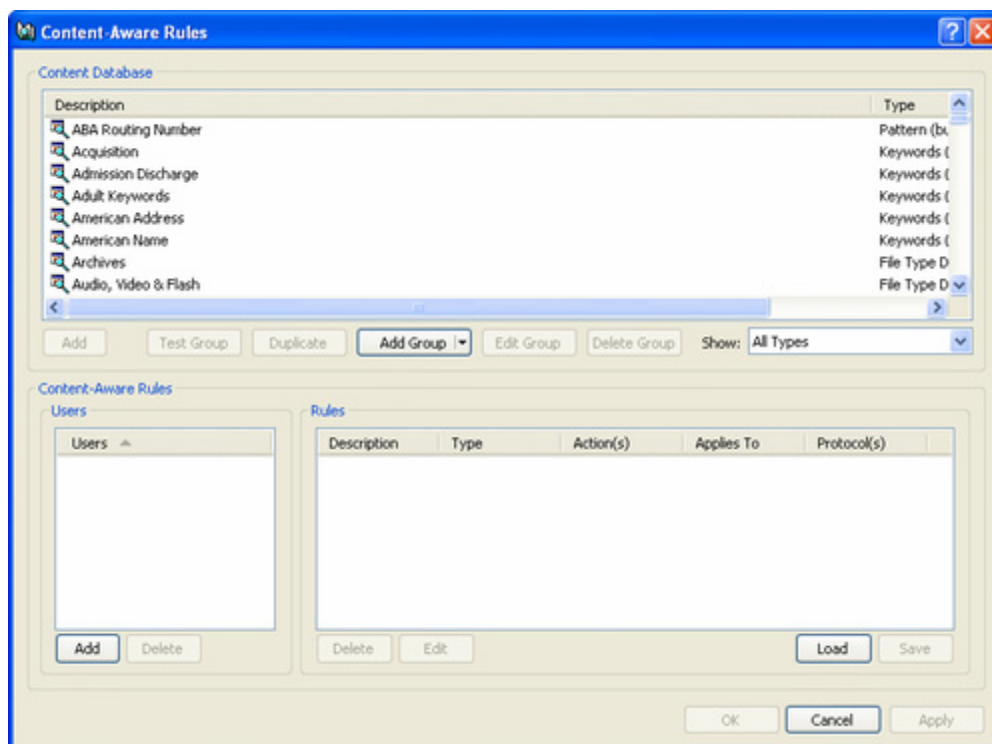 Content-Aware Rules
Content Database
Description Type
ABA Routing Number Pattern (bu
Acquisition Keywords (
Admission Discharge Keywords (
Adult Keywords Keywords (
American Address Keywords (
American Name Keywords (
Archives File Type D
Audio, Video & Flash File Type D
Add Test Group Duplicate Add Group Edit Group Delete Group Show: All Types
Content-Aware Rules
Users Rules
Users Description Type Action(s) Applies To Protocol(s)
Add Delete Delete Edit Load Save
OK Cancel Apply